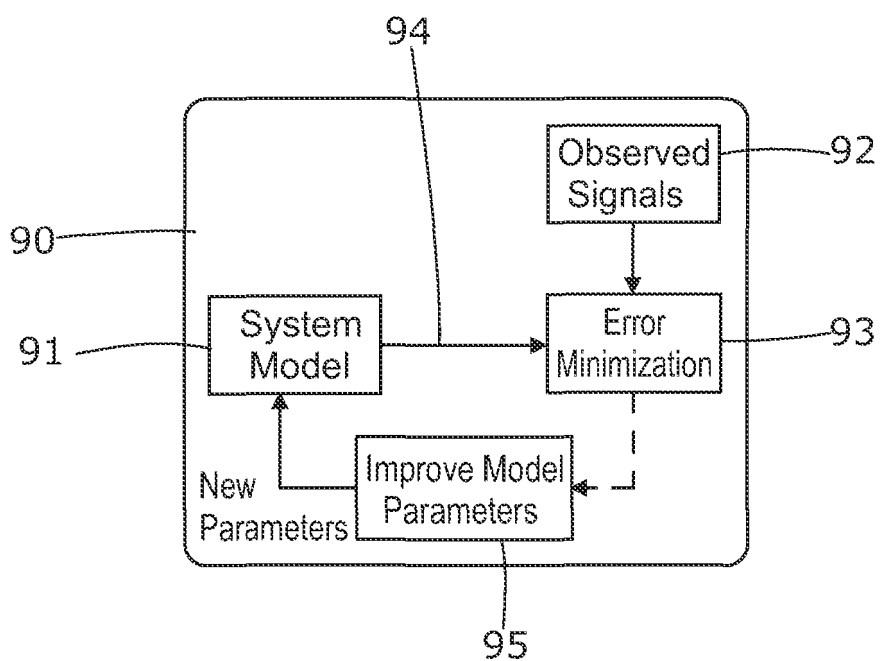 94
Observed
Signals
92
90
System
Model
91
Error
Minimization
93
Improve Model
Parameters
New
Parameters
95